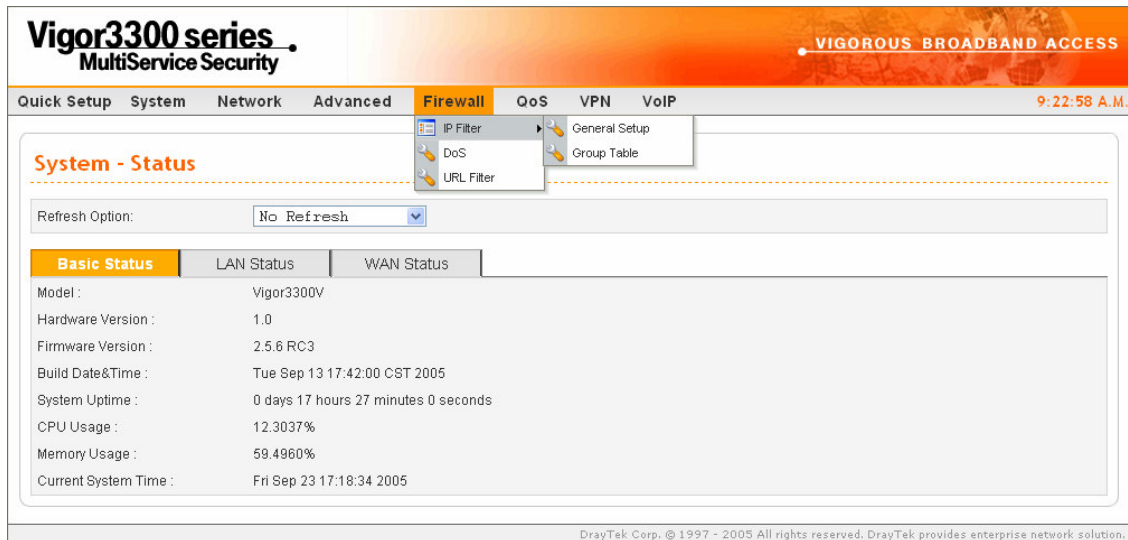 Vigor3300 series
MultiService Security
VIGOROUS BROADBAND ACCESS
Quick Setup System Network Advanced Firewall QoS VPN VoIP 9:22:58 A.M.
IP Filter General Setup
DoS Group Table
URL Filter
System - Status
Refresh Option: No Refresh
Basic Status LAN Status WAN Status
Model : Vigor3300V
Hardware Version : 1.0
Firmware Version : 2.5.6 RC3
Build Date&Time : Tue Sep 13 17:42:00 CST 2005
System Uptime : 0 days 17 hours 27 minutes 0 seconds
CPU Usage : 12.3037%
Memory Usage : 59.4960%
Current System Time : Fri Sep 23 17:18:34 2005
DrayTek Corp. © 1997 - 2005 All rights reserved. DrayTek provides enterprise network solution.